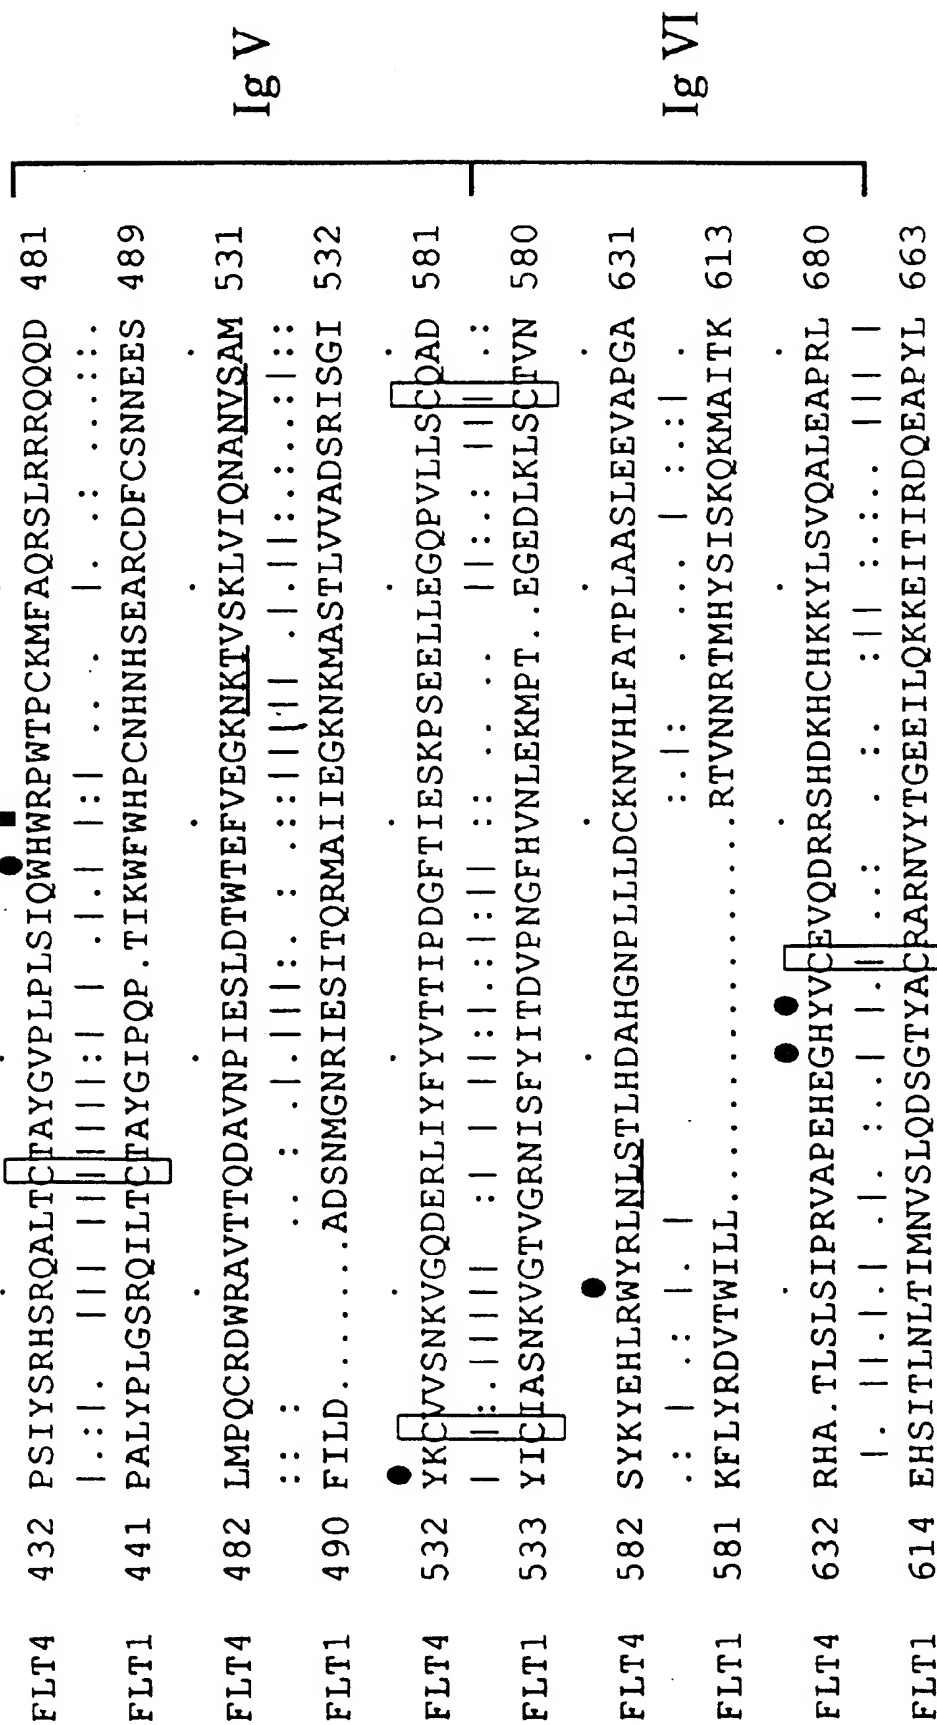 FLT4 432 PSIYSRHSRQALTCTAYGVPLPLSIQWHWRPWTPCKMFAQRSLRRRQQQD 481
FLT1 441 PALYPLGSRQILTCTAYGIPQP.TIKWFWHPCNHNHSEARCDFCSNNEES 489
FLT4 482 LMPQCRDWRAVTTQDAVNPIESLDTWTEFVEGKNKTVSKLVIQNANVSAM 531
FLT1 490 FILD.......ADSNMGNRIESITQRMAIIEGKNKMASTLVVADSRISGI 532
Ig V
FLT4 532 YKCVVSNKVGQDERLIYFYVTTIPDGFTIESKPSEELLEGQPVLLSCQAD 581
FLT1 533 YICIASNKVGTVGRNISFYITDVPNGFHVNLEKMPT..EGEDLKLSCTVN 580
FLT4 582 SYKYEHLRWYRLNLSTLHDAHGNPLLLDCKNVHLFATPLAASLEEVAPGA 631
FLT1 581 KFLYRDVTWILL.................RTVNNRTMHYSISKQKMAITK 613
Ig VI
FLT4 632 RHA.TLSLSIPRVAPEHEGHYVCEVQDRRSHDKHCHKKYLSVQALEAPRL 680
FLT1 614 EHSITLNLTIMNVSLQDSGTYACRARNVYTGEEILQKKEITIRDQEAPYL 663